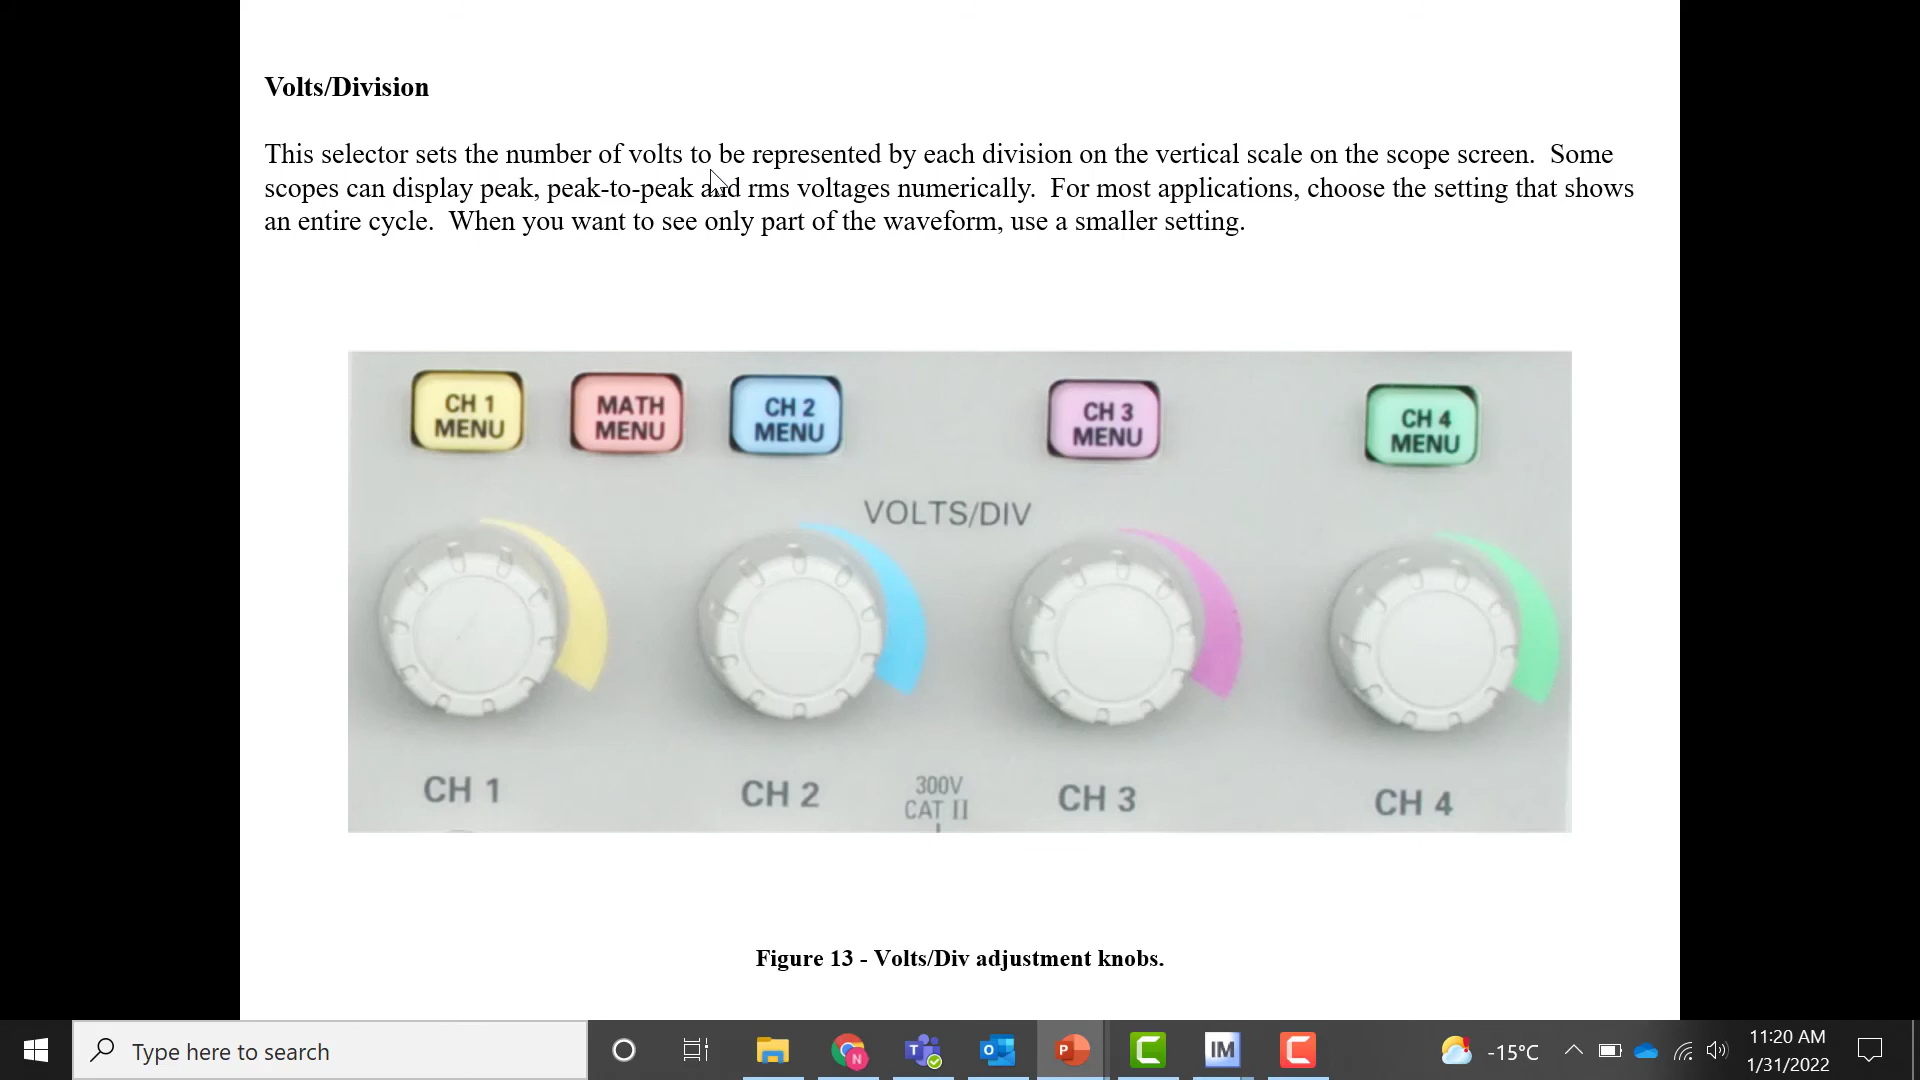 Volts/Division
This selector sets the number of volts to be represented by each division on the vertical scale on the scope screen. Some
scopes can display peak, peak-to-peak and rms voltages numerically. For most applications, choose the setting that shows
an entire cycle. When you want to see only part of the waveform, use a smaller setting.
CH 1
MENU
MATH
MENU
CH 2
MENU
CH 3
MENU
CH 4
MENU
VOLTS/DIV
CH 1
CH 2
300V
CAT II
CH 3
CH 4
Figure 13 - Volts/Div adjustment knobs.
Type here to search
N
T
O
P
IM
-15°C
11:20 AM
1/31/2022